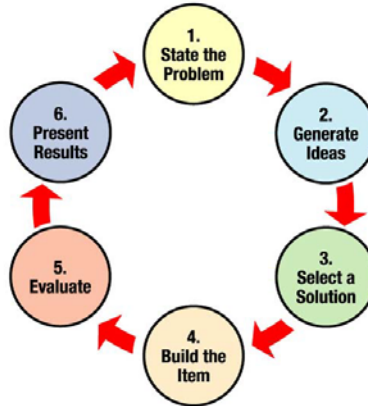 1.
State the
Problem
2.
Generate
Ideas
3.
Select a
Solution
4.
Build the
Item
5.
Evaluate
6.
Present
Results